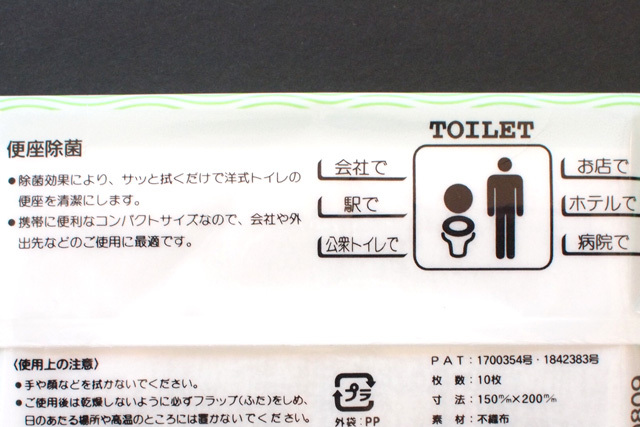 TOILET
便座除菌
●除菌効果により、サッと拭くだけで洋式トイレの
便座を清潔にします。
●携帯に便利なコンパクトサイズなので、会社や外
出先などのご使用に最適です。
会社で
駅で
公衆トイレで
お店で
ホテルで
病院で
〈使用上の注意〉
●手や顔などを拭かないでください。
●ご使用後は乾燥しないように必ずフラップ(ふた)をしめ、
日のあたる場所や高温のところには置かないでください。
プラ
外袋:PP
PAT:1700354号・1842383号
枚 数:10枚
寸 法:150㎜×200㎜
素 材:不織布